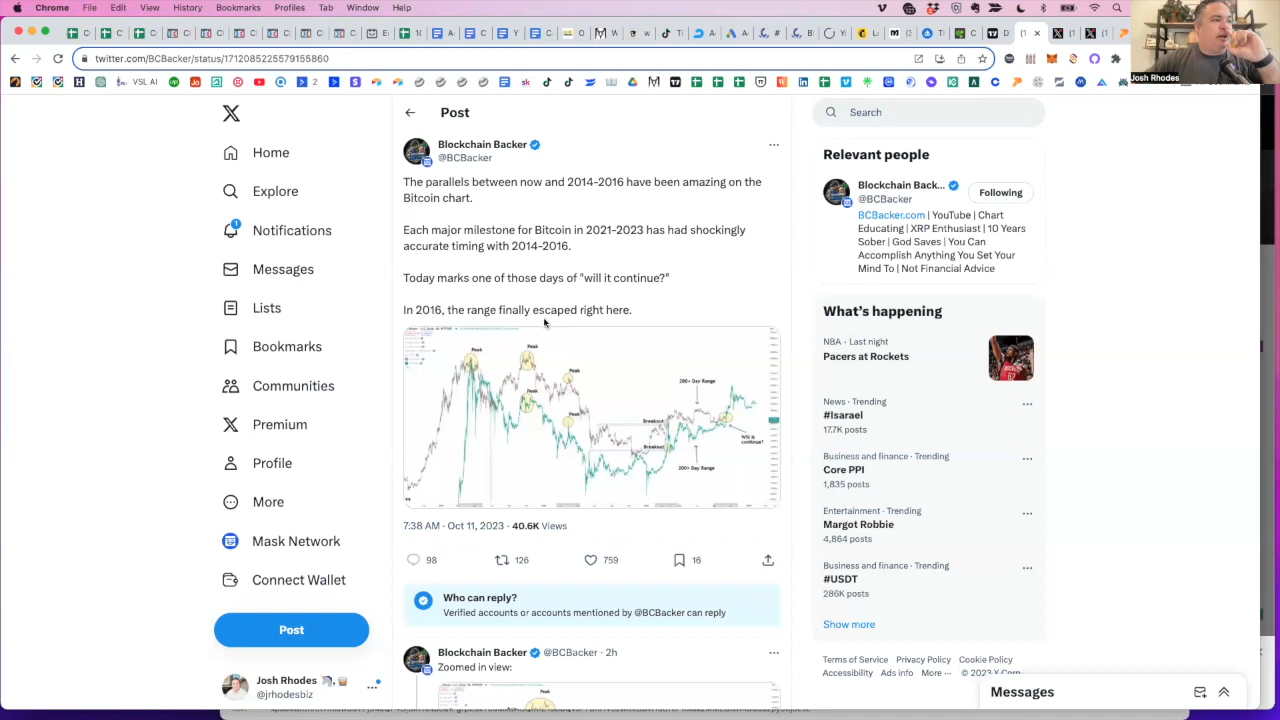 Chrome File Edit View History Bookmarks Profiles Tab Window Help
twitter.com/BCBacker/status/1712085225579155860
VSL AI
Josh Rhodes
Home
Explore
1
Notifications
Messages
Lists
Bookmarks
Communities
Premium
Profile
More
Mask Network
Connect Wallet
Post
Josh Rhodes
@jrhodesbiz
Post
Blockchain Backer
@BCBacker
The parallels between now and 2014-2016 have been amazing on the
Bitcoin chart.
Each major milestone for Bitcoin in 2021-2023 has had shockingly
accurate timing with 2014-2016.
Today marks one of those days of "will it continue?"
In 2016, the range finally escaped right here.
Peak
Peak
Peak
Peak
Peak
200+ Day Range
Breakout
Breakout
Will it
continue?
200+ Day Range
7:38 AM · Oct 11, 2023 · 40.6K Views
98 126 759 16
Who can reply?
Verified accounts or accounts mentioned by @BCBacker can reply
Blockchain Backer @BCBacker · 2h
Zoomed in view:
Search
Relevant people
Blockchain Back...
@BCBacker
Following
BCBacker.com | YouTube | Chart
Educating | XRP Enthusiast | 10 Years
Sober | God Saves | You Can
Accomplish Anything You Set Your
Mind To | Not Financial Advice
What's happening
NBA · Last night
Pacers at Rockets
News · Trending
#Isarael
17.7K posts
Business and finance · Trending
Core PPI
1,835 posts
Entertainment · Trending
Margot Robbie
4,864 posts
Business and finance · Trending
#USDT
286K posts
Show more
Terms of Service Privacy Policy Cookie Policy
Accessibility Ads info More ··· © 2023 X Corp.
Messages